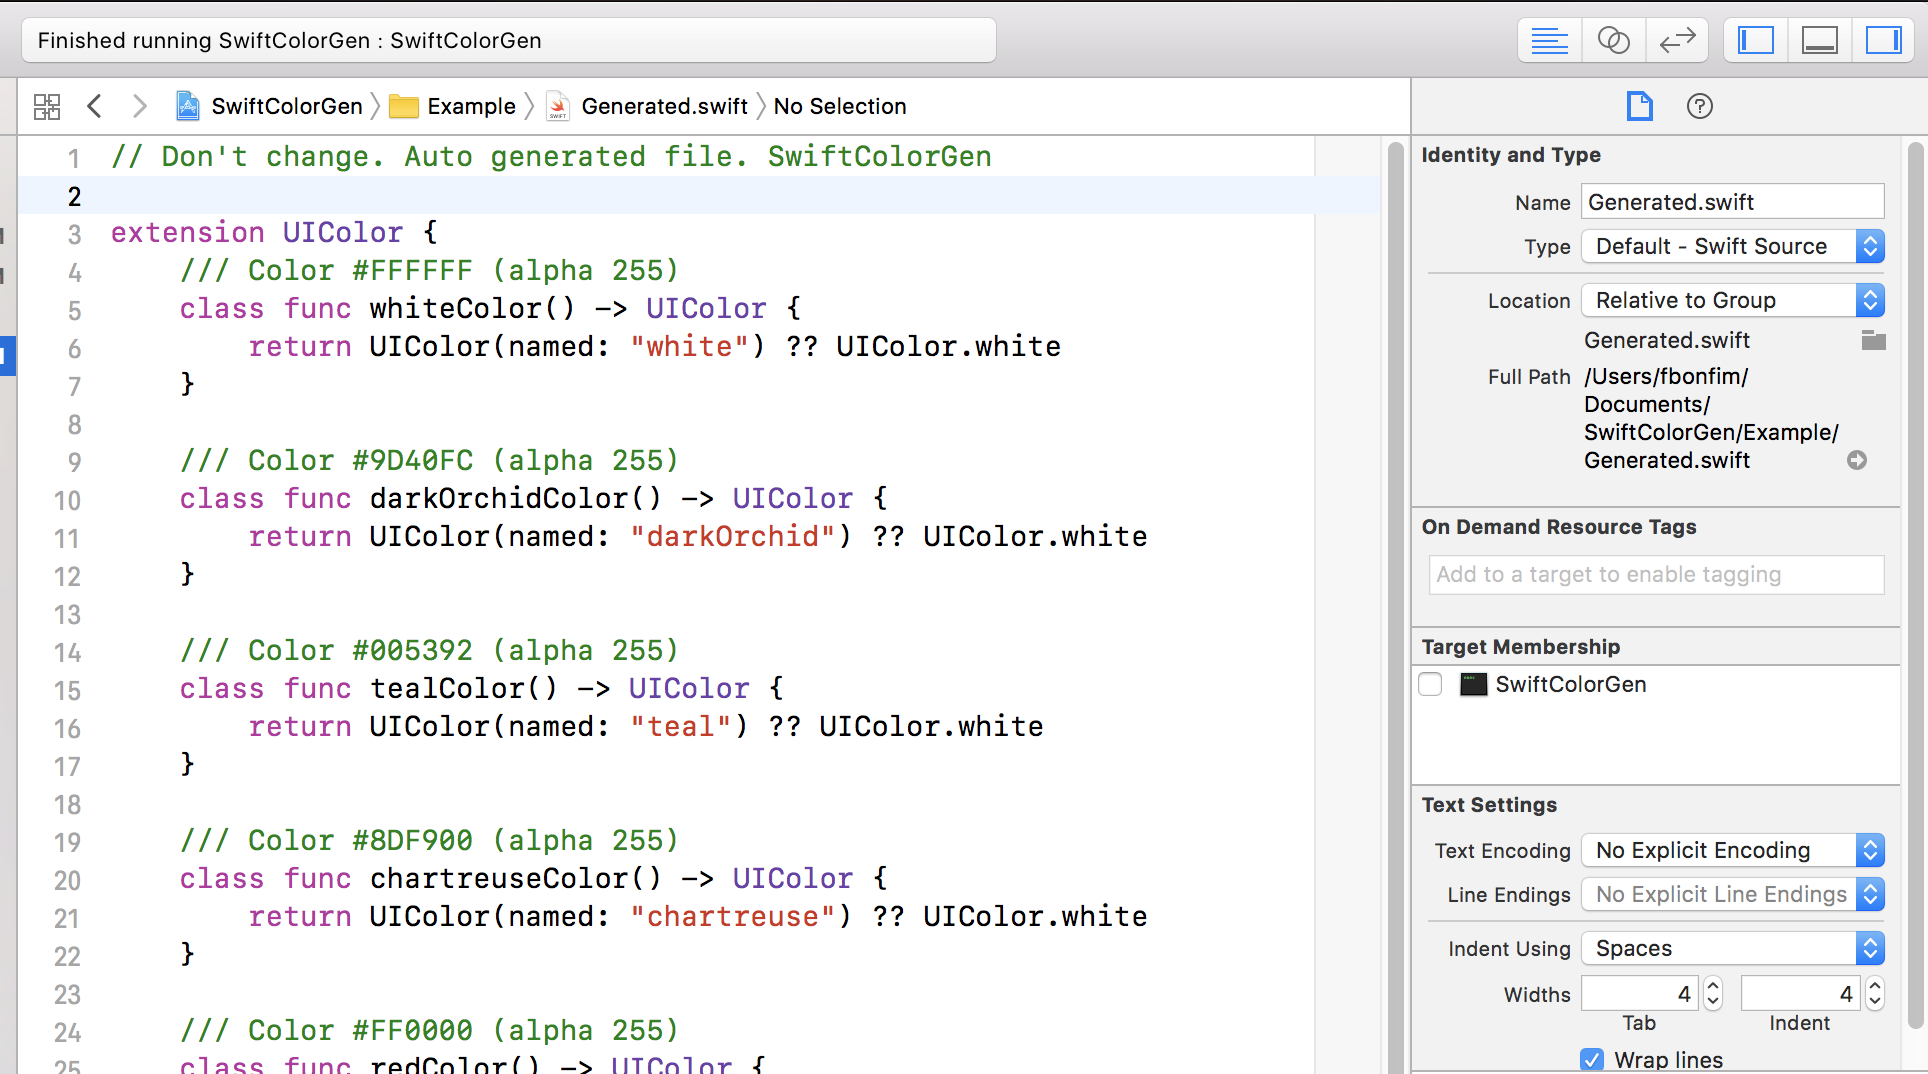 Finished running SwiftColorGen : SwiftColorGen
SwiftColorGen
Example
Generated.swift
No Selection
1 // Don't change. Auto generated file. SwiftColorGen
2
3 extension UIColor {
4 /// Color #FFFFFF (alpha 255)
5 class func whiteColor() -> UIColor {
6 return UIColor(named: "white") ?? UIColor.white
7 }
8
9 /// Color #9D40FC (alpha 255)
10 class func darkOrchidColor() -> UIColor {
11 return UIColor(named: "darkOrchid") ?? UIColor.white
12 }
13
14 /// Color #005392 (alpha 255)
15 class func tealColor() -> UIColor {
16 return UIColor(named: "teal") ?? UIColor.white
17 }
18
19 /// Color #8DF900 (alpha 255)
20 class func chartreuseColor() -> UIColor {
21 return UIColor(named: "chartreuse") ?? UIColor.white
22 }
23
24 /// Color #FF0000 (alpha 255)
25 class func redColor() -> UIColor {
Identity and Type
Name Generated.swift
Type Default - Swift Source
Location Relative to Group
Generated.swift
Full Path /Users/fbonfim/
Documents/
SwiftColorGen/Example/
Generated.swift
On Demand Resource Tags
Add to a target to enable tagging
Target Membership
SwiftColorGen
Text Settings
Text Encoding No Explicit Encoding
Line Endings No Explicit Line Endings
Indent Using Spaces
Widths 4 4
Tab Indent
Wrap lines